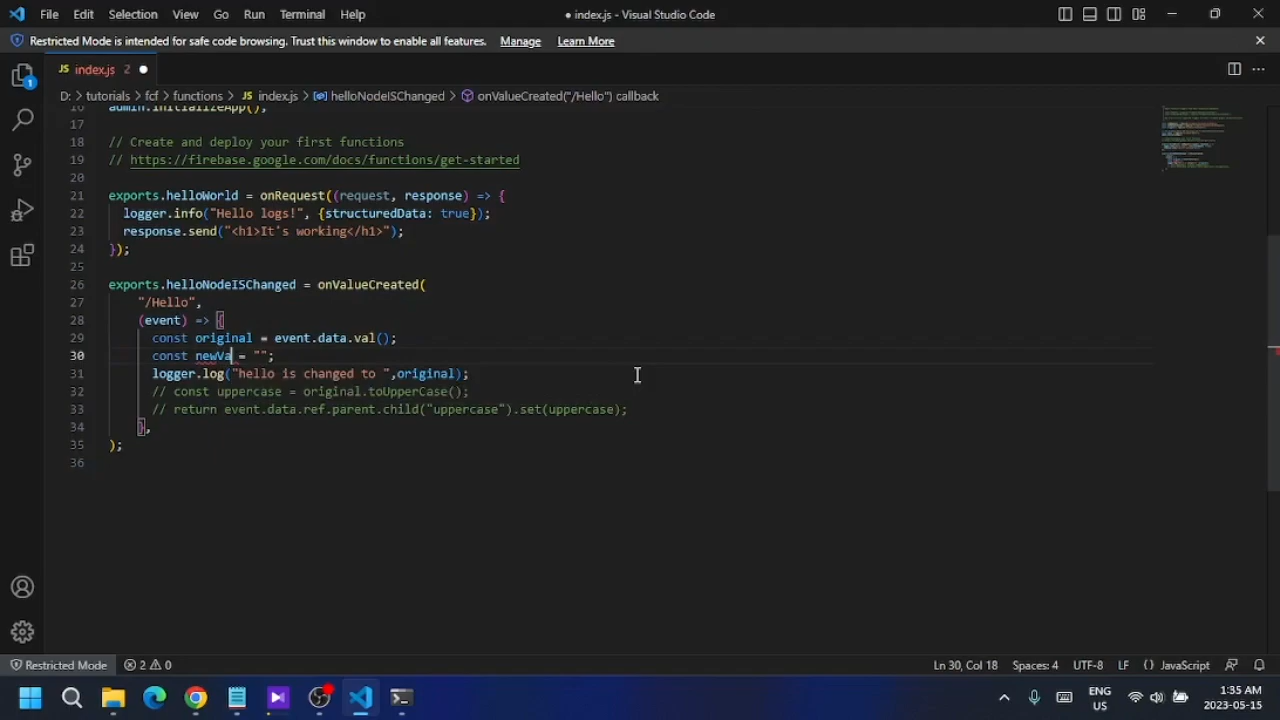 File Edit Selection View Go Run Terminal Help ● index.js - Visual Studio Code
Restricted Mode is intended for safe code browsing. Trust this window to enable all features. Manage Learn More
1
JS index.js 2 ●
D: > tutorials > fcf > functions > JS index.js > helloNodeISChanged > onValueCreated("/Hello") callback
16 admin.initializeApp();
17
18 // Create and deploy your first functions
19 // https://firebase.google.com/docs/functions/get-started
20
21 exports.helloWorld = onRequest((request, response) => {
22 logger.info("Hello logs!", {structuredData: true});
23 response.send("<h1>It's working</h1>");
24 });
25
26 exports.helloNodeISChanged = onValueCreated(
27 "/Hello",
28 (event) => {
29 const original = event.data.val();
30 const newVa = "";
31 logger.log("hello is changed to ",original);
32 // const uppercase = original.toUpperCase();
33 // return event.data.ref.parent.child("uppercase").set(uppercase);
34 },
35 );
36
Restricted Mode 2 0 Ln 30, Col 18 Spaces: 4 UTF-8 LF {} JavaScript
ENG US 1:35 AM
2023-05-15